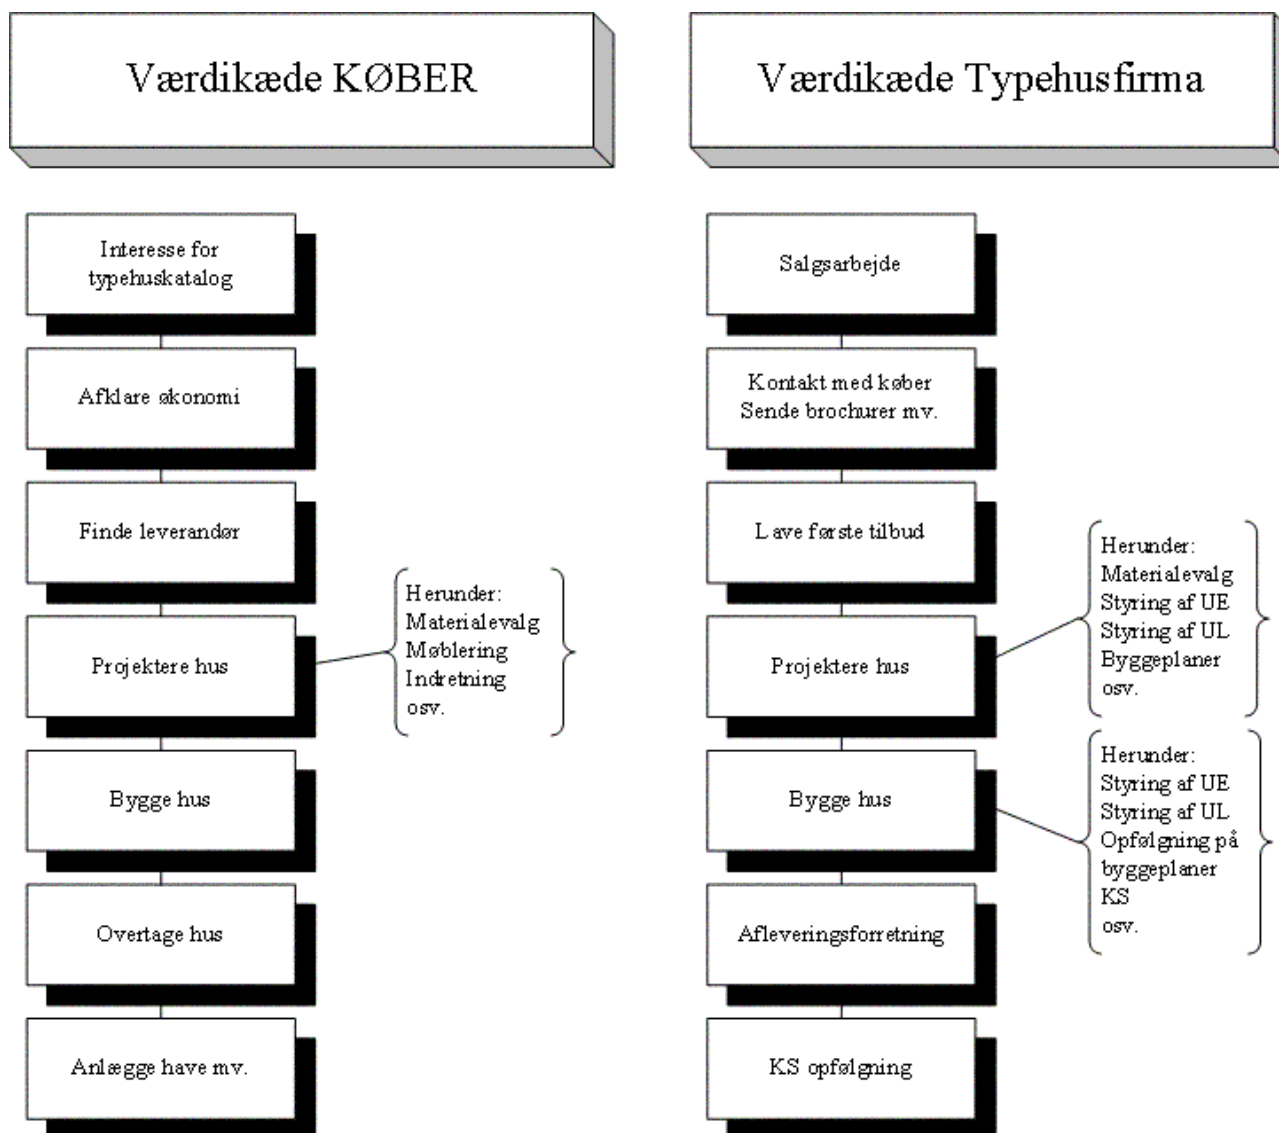 Værdikæde KØBER
Interesse for
typehuskatalog
Afklare økonomi
Finde leverandør
Projektere hus
Herunder:
Materialevalg
Møblering
Indretning
osv.
Bygge hus
Overtage hus
Anlægge have mv.
Værdikæde Typehusfirma
Salgsarbejde
Kontakt med køber
Sende brochurer mv.
Lave første tilbud
Projektere hus
Herunder:
Materialevalg
Styring af UE
Styring af UL
Byggeplaner
osv.
Bygge hus
Herunder:
Styring af UE
Styring af UL
Opfølgning på
byggeplaner
KS
osv.
Afleveringsforretning
KS opfølgning